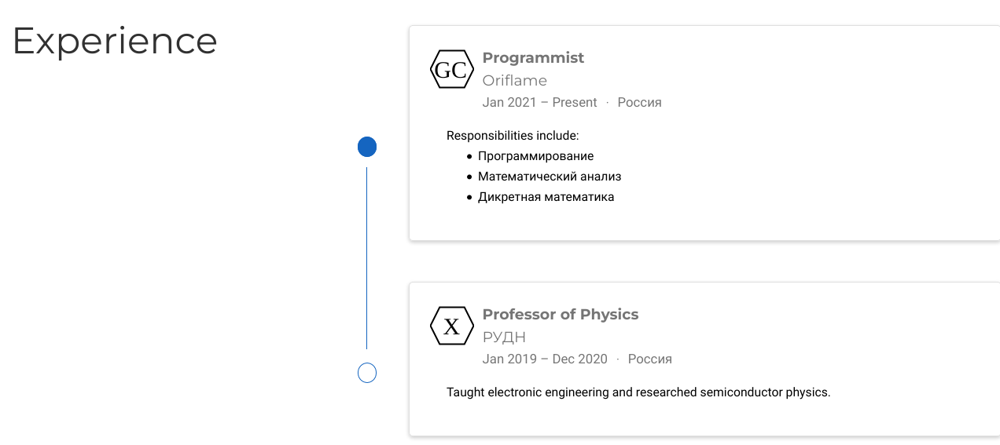 Experience
GC
Programmist
Oriflame
Jan 2021 – Present · Россия
Responsibilities include:
• Программирование
• Математический анализ
• Дикретная математика
X
Professor of Physics
РУДН
Jan 2019 – Dec 2020 · Россия
Taught electronic engineering and researched semiconductor physics.